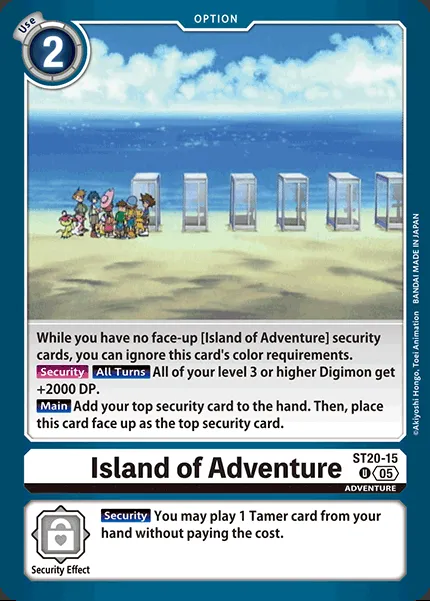 OPTION
Use
2
While you have no face-up [Island of Adventure] security
cards, you can ignore this card's color requirements.
Security All Turns All of your level 3 or higher Digimon get
+2000 DP.
Main Add your top security card to the hand. Then, place
this card face up as the top security card.
©Akiyoshi Hongo, Toei Animation BANDAI MADE IN JAPAN
Island of Adventure
ST20-15
U 05
ADVENTURE
Security You may play 1 Tamer card from your
hand without paying the cost.
Security Effect